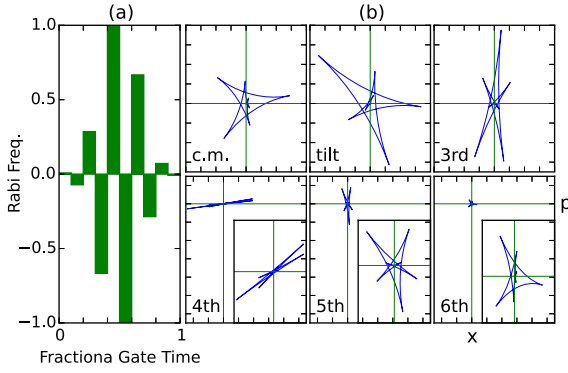 (a)
(b)
1.0
0.5
0.0
−0.5
−1.0
Rabi Freq.
0
1
Fractiona Gate Time
c.m.
tilt
3rd
4th
5th
6th
p
x